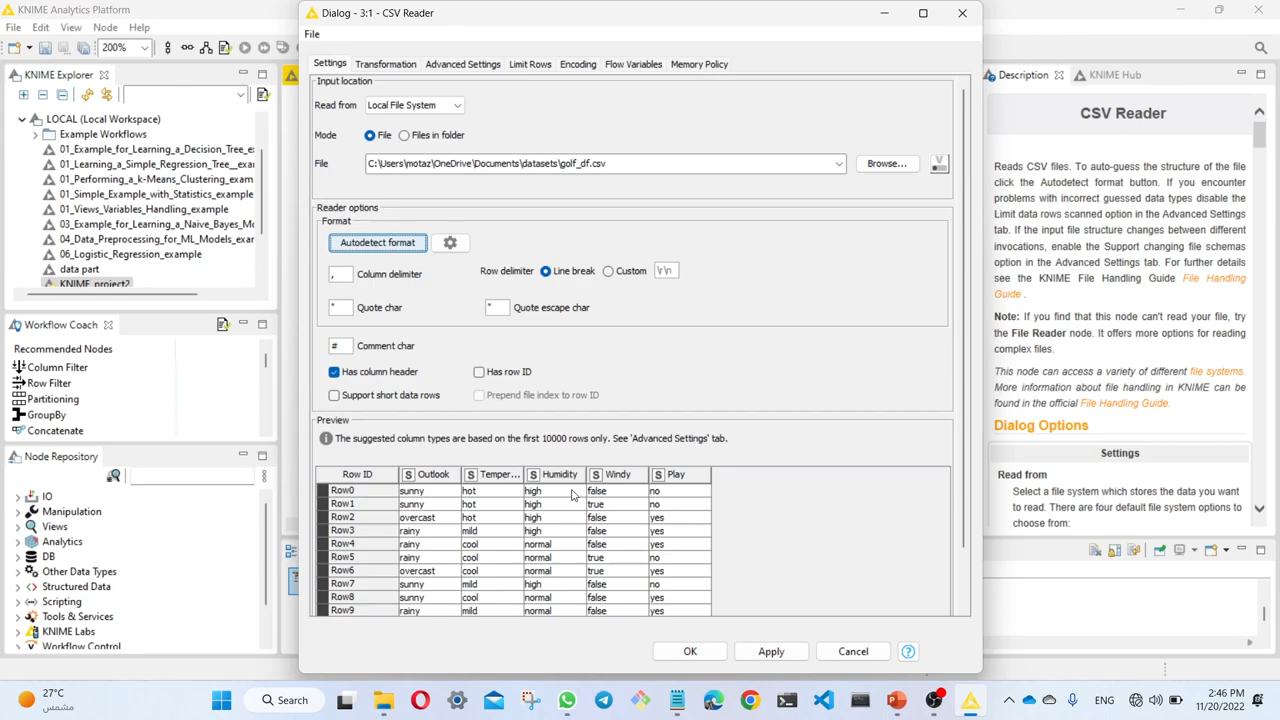 KNIME Analytics Platform
File Edit View Node Help
200%
KNIME Explorer
LOCAL (Local Workspace)
Example Workflows
01_Example_for_Learning_a_Decision_Tree_e
01_Learning_a_Simple_Regression_Tree__exa
01_Performing_a_k-Means_Clustering_exam
01_Simple_Example_with_Statistics_exampl
01_Views_Variables_Handling_example
03_Example_for_Learning_a_Naive_Bayes_Mo
04_Data_Preprocessing_for_ML_Models_exar
06_Logistic_Regression_example
data part
KNIME_project2
Workflow Coach
Recommended Nodes
Column Filter
Row Filter
Partitioning
GroupBy
Concatenate
Node Repository
IO
Manipulation
Views
Analytics
DB
Other Data Types
Structured Data
Scripting
Tools & Services
KNIME Labs
Workflow Control
Dialog - 3:1 - CSV Reader
File
Settings Transformation Advanced Settings Limit Rows Encoding Flow Variables Memory Policy
Input location
Read from Local File System
Mode File Files in folder
File C:\Users\motaz\OneDrive\Documents\datasets\golf_df.csv Browse...
Reader options
Format
Autodetect format
, Column delimiter Row delimiter Line break Custom \r\n
" Quote char " Quote escape char
# Comment char
Has column header Has row ID
Support short data rows Prepend file index to row ID
Preview
The suggested column types are based on the first 10000 rows only. See 'Advanced Settings' tab.
Row ID S Outlook S Temper... S Humidity S Windy S Play
Row0 sunny hot high false no
Row1 sunny hot high true no
Row2 overcast hot high false yes
Row3 rainy mild high false yes
Row4 rainy cool normal false yes
Row5 rainy cool normal true no
Row6 overcast cool normal true yes
Row7 sunny mild high false no
Row8 sunny cool normal false yes
Row9 rainy mild normal false yes
OK Apply Cancel ?
Description KNIME Hub
CSV Reader
Reads CSV files. To auto-guess the structure of the file
click the Autodetect format button. If you encounter
problems with incorrect guessed data types disable the
Limit data rows scanned option in the Advanced Settings
tab. If the input file structure changes between different
invocations, enable the Support changing file schemas
option in the Advanced Settings tab. For further details
see the KNIME File Handling Guide File Handling
Guide .
Note: If you find that this node can't read your file, try
the File Reader node. It offers more options for reading
complex files.
This node can access a variety of different file systems.
More information about file handling in KNIME can be
found in the official File Handling Guide.
Dialog Options
Settings
Read from
Select a file system which stores the data you want
to read. There are four default file system options to
choose from:
27°C
مشمس
Search
ENG
2:46 PM
11/20/2022